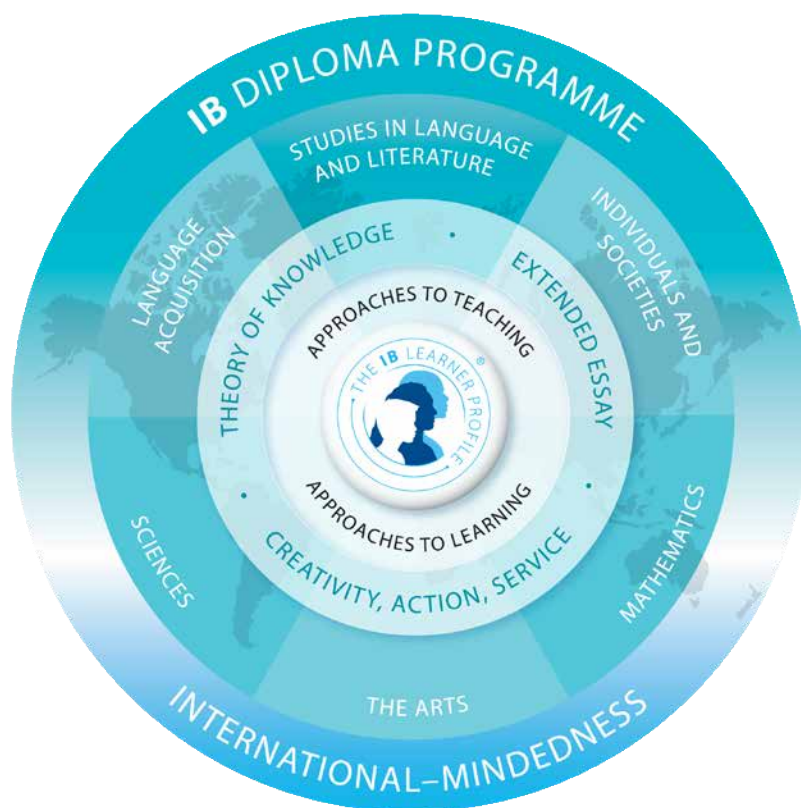 IB DIPLOMA PROGRAMME
STUDIES IN LANGUAGE
AND LITERATURE
LANGUAGE
ACQUISITION
INDIVIDUALS AND
SOCIETIES
THEORY OF KNOWLEDGE
·
EXTENDED ESSAY
APPROACHES TO TEACHING
• THE IB LEARNER PROFILE •
®
APPROACHES TO LEARNING
· CREATIVITY, ACTION, SERVICE ·
SCIENCES
MATHEMATICS
THE ARTS
INTERNATIONAL–MINDEDNESS